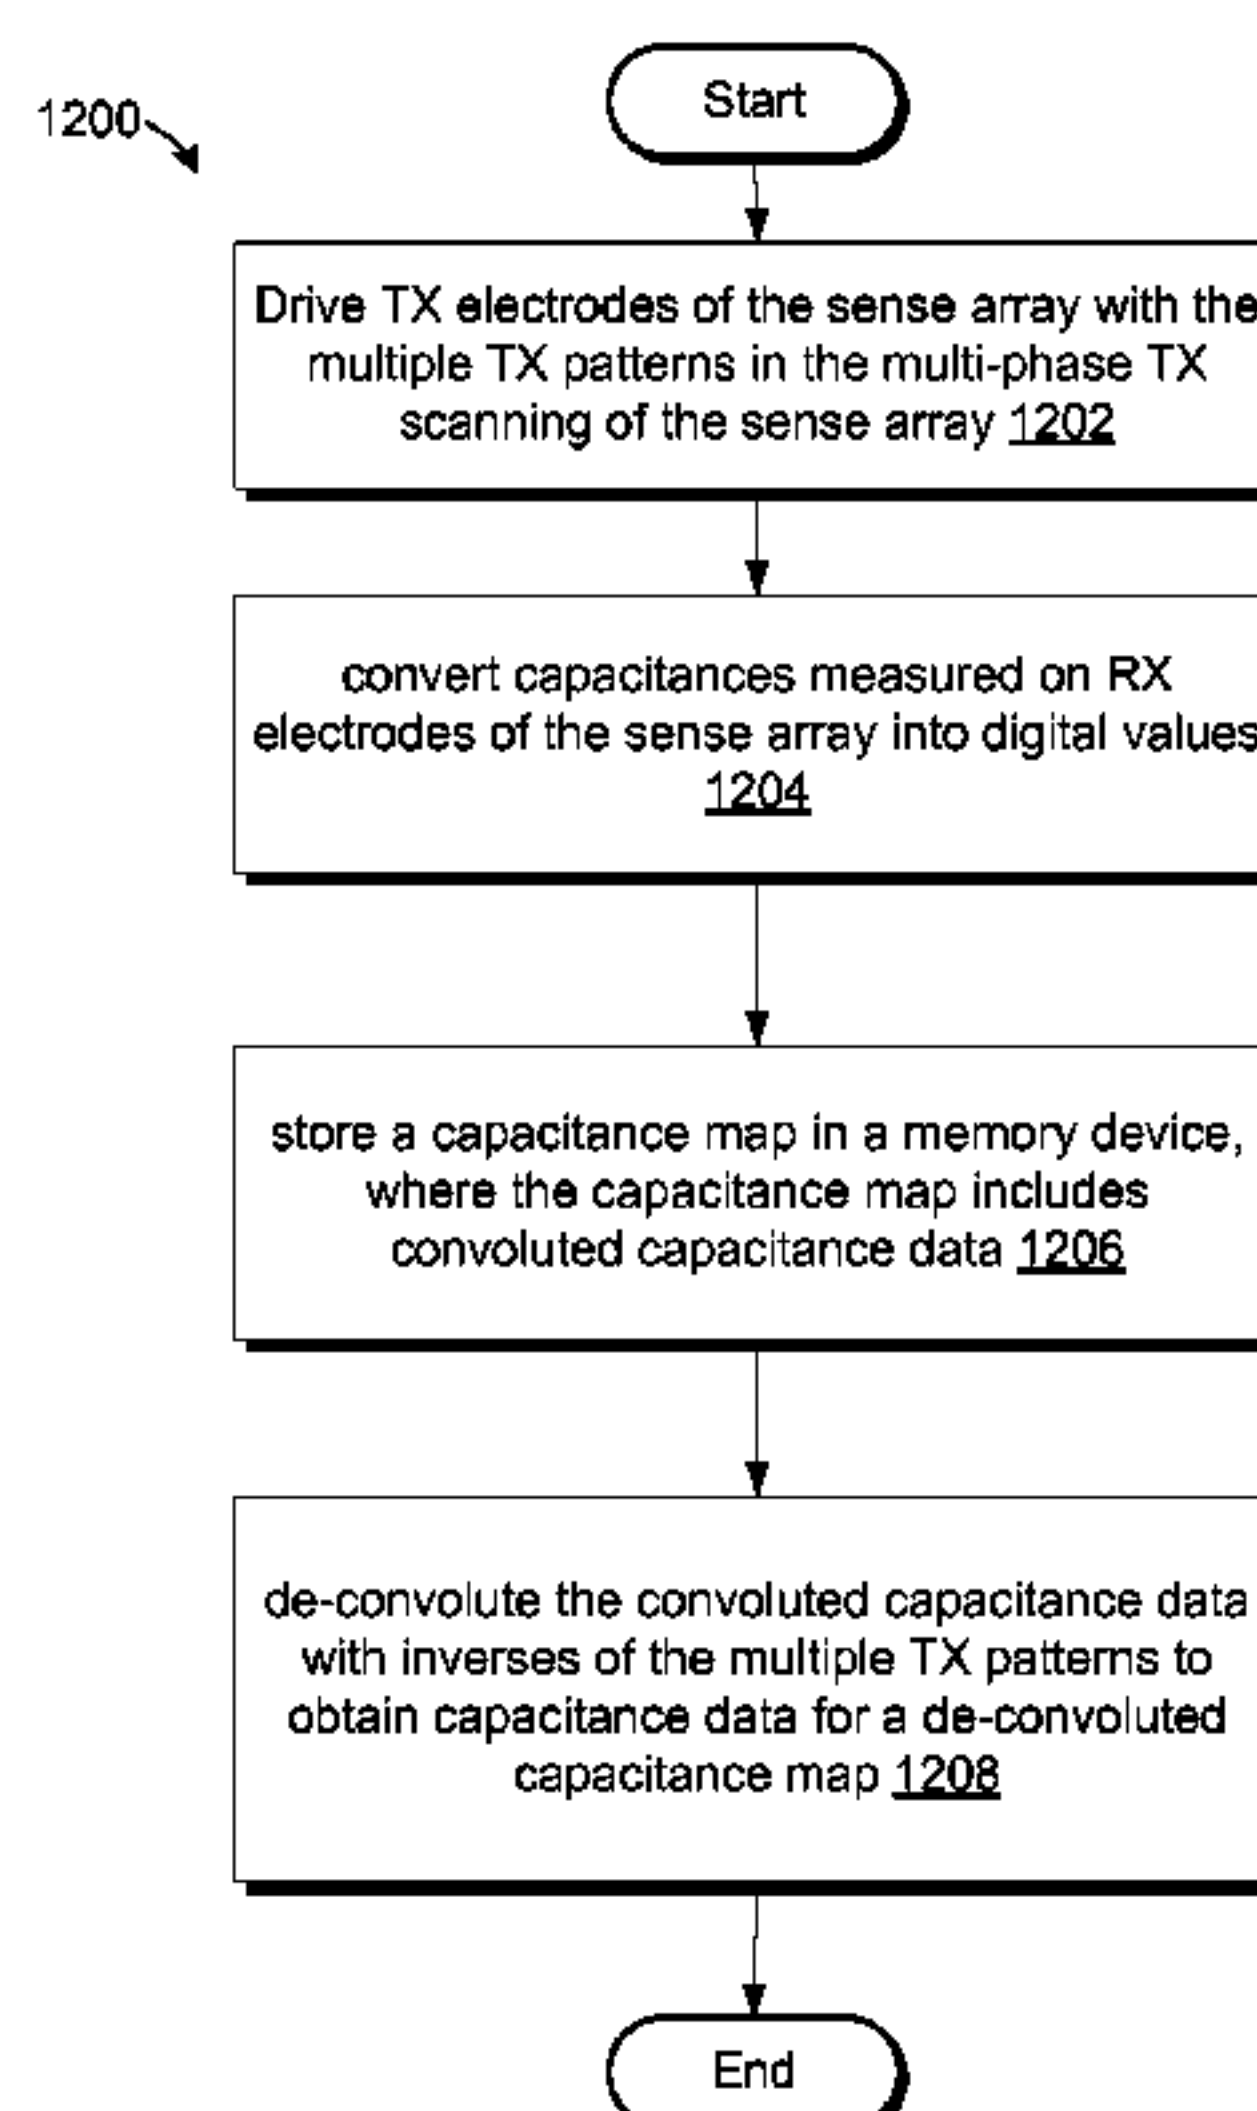 Start
1200
Drive TX electrodes of the sense array with the
multiple TX patterns in the multi-phase TX
scanning of the sense array 1202
convert capacitances measured on RX
electrodes of the sense array into digital values
1204
store a capacitance map in a memory device,
where the capacitance map includes
convoluted capacitance data 1206
de-convolute the convoluted capacitance data
with inverses of the multiple TX patterns to
obtain capacitance data for a de-convoluted
capacitance map 1208
End